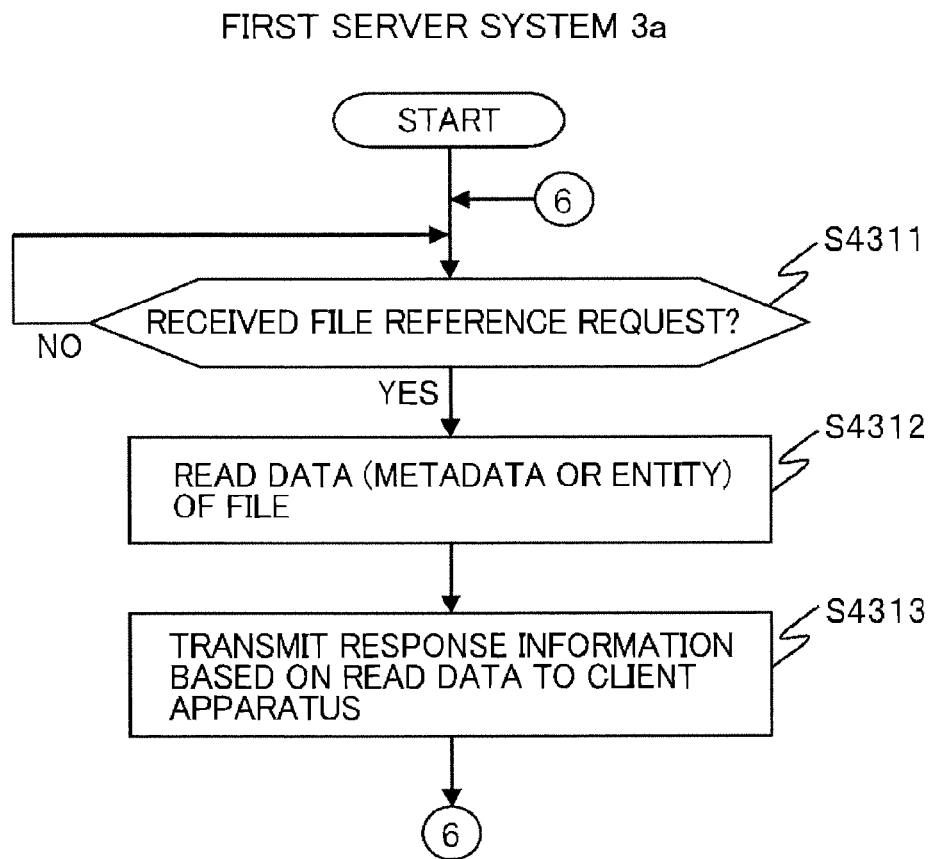 FIRST SERVER SYSTEM 3a
START
6
S4311
RECEIVED FILE REFERENCE REQUEST?
NO
YES
S4312
READ DATA (METADATA OR ENTITY)
OF FILE
S4313
TRANSMIT RESPONSE INFORMATION
BASED ON READ DATA TO CLIENT
APPARATUS
6